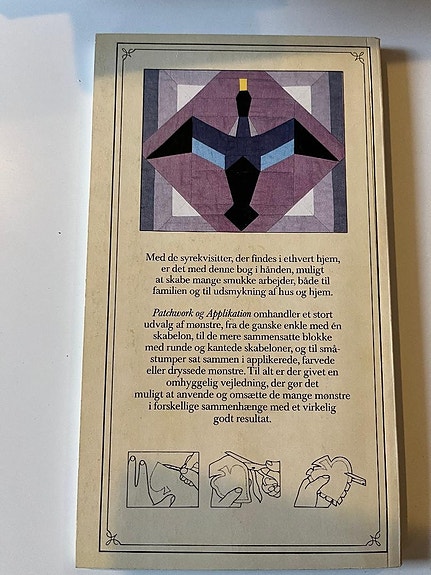 Med de syrekvisitter, der findes i ethvert hjem,
er det med denne bog i hånden, muligt
at skabe mange smukke arbejder, både til
familien og til udsmykning af hus og hjem.
Patchwork og Applikation omhandler et stort
udvalg af mønstre, fra de ganske enkle med én
skabelon, til de mere sammensatte blokke
med runde og kantede skabeloner, og til små-
stumper sat sammen i applikerede, farvede
eller dryssede mønstre. Til alt er der givet en
omhyggelig vejledning, der gør det
muligt at anvende og omsætte de mange mønstre
i forskellige sammenhænge med et virkelig
godt resultat.